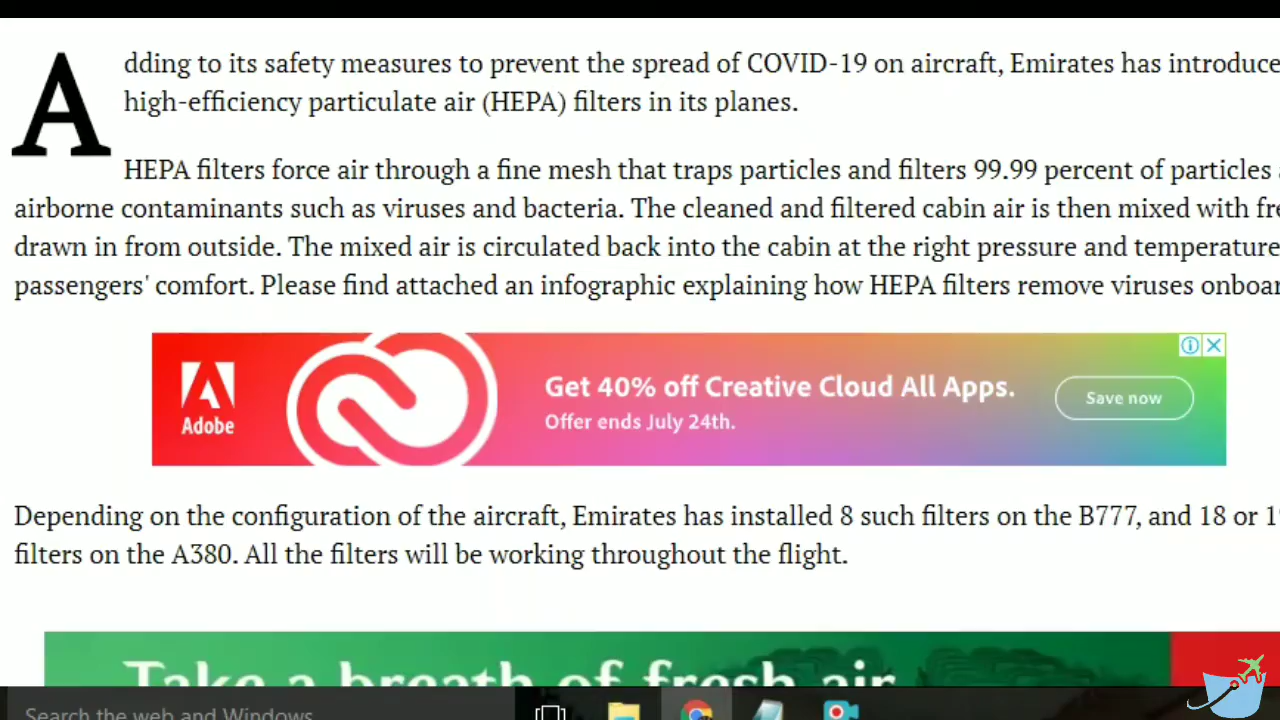 Adding to its safety measures to prevent the spread of COVID-19 on aircraft, Emirates has introduce
high-efficiency particulate air (HEPA) filters in its planes.
HEPA filters force air through a fine mesh that traps particles and filters 99.99 percent of particles
airborne contaminants such as viruses and bacteria. The cleaned and filtered cabin air is then mixed with fre
drawn in from outside. The mixed air is circulated back into the cabin at the right pressure and temperature
passengers' comfort. Please find attached an infographic explaining how HEPA filters remove viruses onboar
Adobe
Get 40% off Creative Cloud All Apps.
Offer ends July 24th.
Save now
Depending on the configuration of the aircraft, Emirates has installed 8 such filters on the B777, and 18 or 1
filters on the A380. All the filters will be working throughout the flight.
Take a breath of fresh air
Search the web and Windows